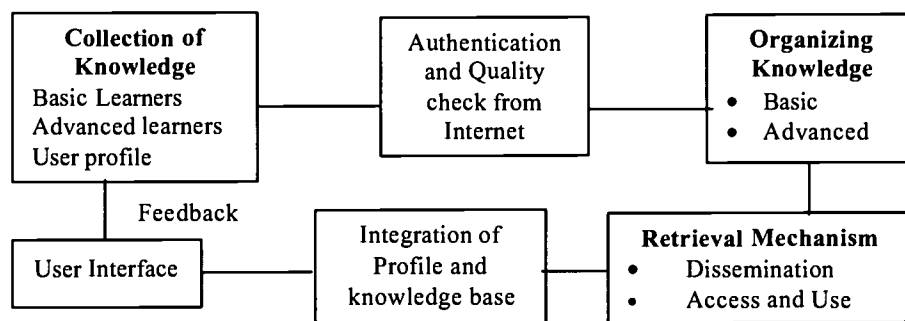 Collection of
Knowledge
Basic Learners
Advanced learners
User profile
Authentication
and Quality
check from
Internet
Organizing
Knowledge
• Basic
• Advanced
Feedback
User Interface
Integration of
Profile and
knowledge base
Retrieval Mechanism
• Dissemination
• Access and Use